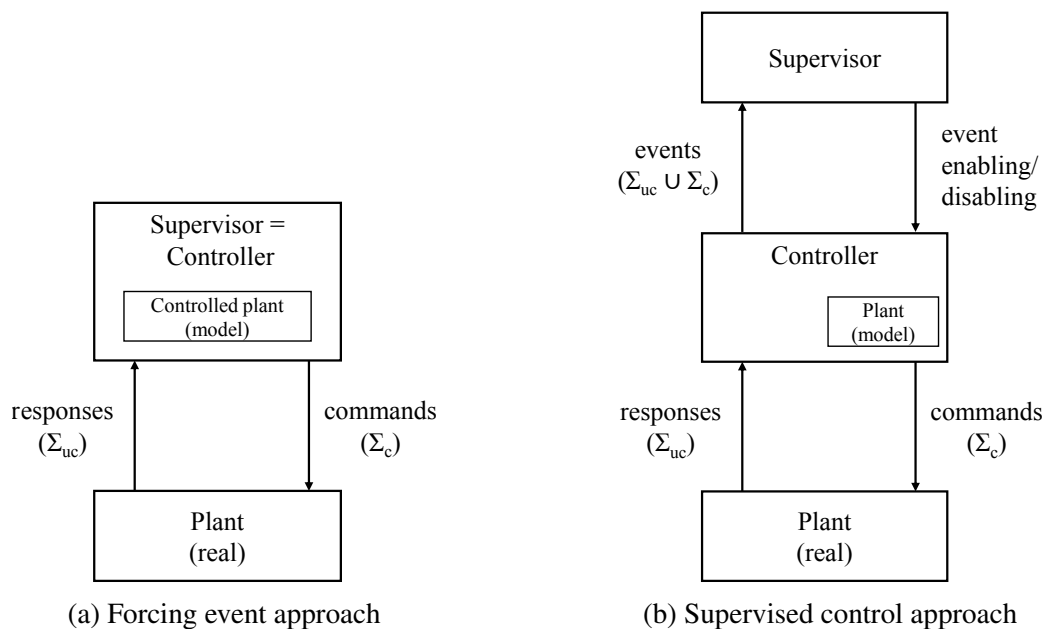 Supervisor =
Controller
Controlled plant
(model)
responses
(Σuc)
commands
(Σc)
Plant
(real)
(a) Forcing event approach
Supervisor
events
(Σuc ∪ Σc)
event
enabling/
disabling
Controller
Plant
(model)
responses
(Σuc)
commands
(Σc)
Plant
(real)
(b) Supervised control approach